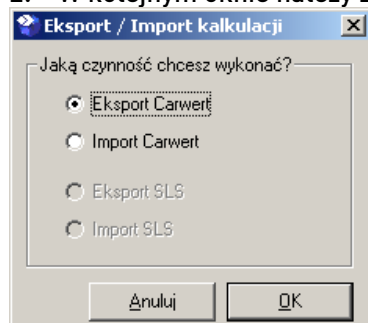 Eksport / Import kalkulacji
Jaką czynność chcesz wykonać?
Eksport Carwert
Import Carwert
Eksport SLS
Import SLS
Anuluj
OK